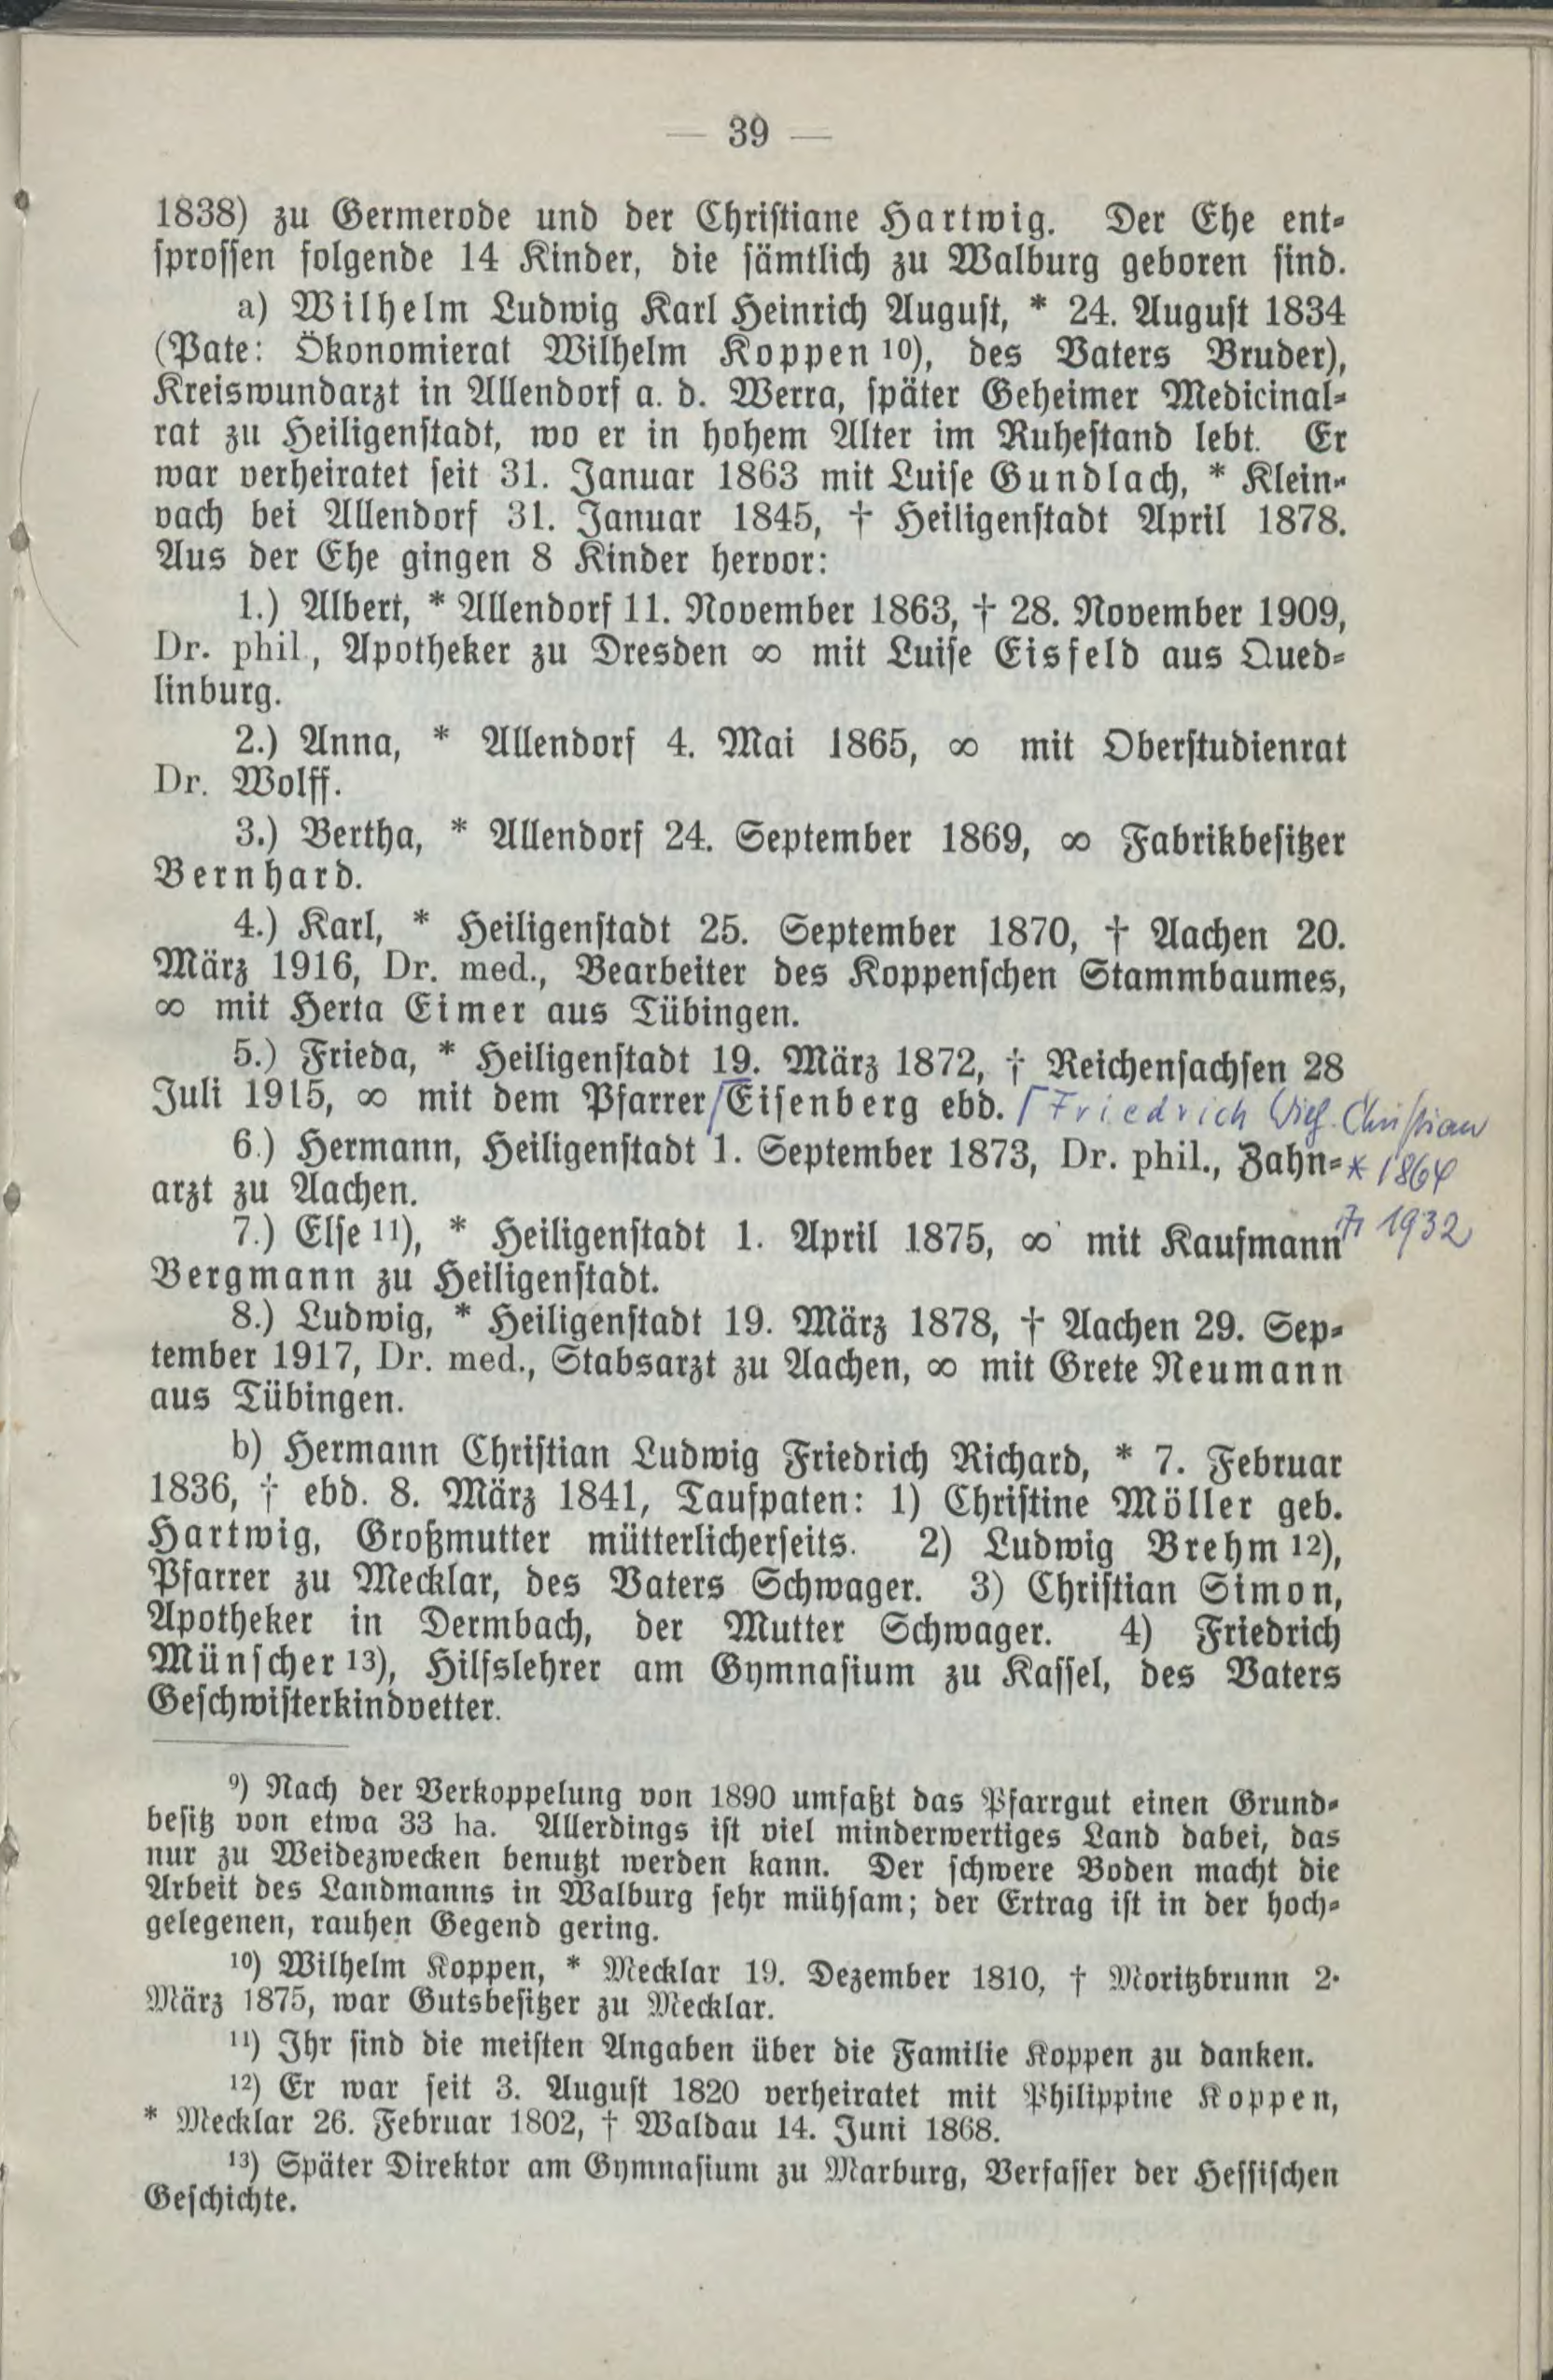 — 39 —
1838) zu Germerode und der Christiane Hartwig. Der Ehe ent-
sprossen folgende 14 Kinder, die sämtlich zu Walburg geboren sind.
a) Wilhelm Ludwig Karl Heinrich August, * 24. August 1834
(Pate: Ökonomierat Wilhelm Koppen 10), des Vaters Bruder),
Kreiswundarzt in Allendorf a. d. Werra, später Geheimer Medicinal-
rat zu Heiligenstadt, wo er in hohem Alter im Ruhestand lebt. Er
war verheiratet seit 31. Januar 1863 mit Luise Gundlach, * Klein-
vach bei Allendorf 31. Januar 1845, † Heiligenstadt April 1878.
Aus der Ehe gingen 8 Kinder hervor:
1.) Albert, * Allendorf 11. November 1863, † 28. November 1909,
Dr. phil., Apotheker zu Dresden ∞ mit Luise Eisfeld aus Qued-
linburg.
2.) Anna, * Allendorf 4. Mai 1865, ∞ mit Oberstudienrat
Dr. Wolff.
3.) Bertha, * Allendorf 24. September 1869, ∞ Fabrikbesitzer
Bernhard.
4.) Karl, * Heiligenstadt 25. September 1870, † Aachen 20.
März 1916, Dr. med., Bearbeiter des Koppenschen Stammbaumes,
∞ mit Herta Eimer aus Tübingen.
5.) Frieda, * Heiligenstadt 19. März 1872, † Reichensachsen 28
Juli 1915, ∞ mit dem Pfarrer Eisenberg ebd. Friedrich Christian
6.) Hermann, Heiligenstadt 1. September 1873, Dr. phil., Zahn- * 1864
arzt zu Aachen.
7.) Else 11), * Heiligenstadt 1. April 1875, ∞ mit Kaufmann † 1932
Bergmann zu Heiligenstadt.
8.) Ludwig, * Heiligenstadt 19. März 1878, † Aachen 29. Sep-
tember 1917, Dr. med., Stabsarzt zu Aachen, ∞ mit Grete Neumann
aus Tübingen.
b) Hermann Christian Ludwig Friedrich Richard, * 7. Februar
1836, † ebd. 8. März 1841, Taufpaten: 1) Christine Möller geb.
Hartwig, Großmutter mütterlicherseits. 2) Ludwig Brehm 12),
Pfarrer zu Mecklar, des Vaters Schwager. 3) Christian Simon,
Apotheker in Dermbach, der Mutter Schwager. 4) Friedrich
Münscher 13), Hilfslehrer am Gymnasium zu Kassel, des Vaters
Geschwisterkindvetter.
9) Nach der Verkoppelung von 1890 umfaßt das Pfarrgut einen Grund-
besitz von etwa 33 ha. Allerdings ist viel minderwertiges Land dabei, das
nur zu Weidezwecken benutzt werden kann. Der schwere Boden macht die
Arbeit des Landmanns in Walburg sehr mühsam; der Ertrag ist in der hoch-
gelegenen, rauhen Gegend gering.
10) Wilhelm Koppen, * Mecklar 19. Dezember 1810, † Moritzbrunn 2.
März 1875, war Gutsbesitzer zu Mecklar.
11) Ihr sind die meisten Angaben über die Familie Koppen zu danken.
12) Er war seit 3. August 1820 verheiratet mit Philippine Koppen,
* Mecklar 26. Februar 1802, † Waldau 14. Juni 1868.
13) Später Direktor am Gymnasium zu Marburg, Verfasser der Hessischen
Geschichte.